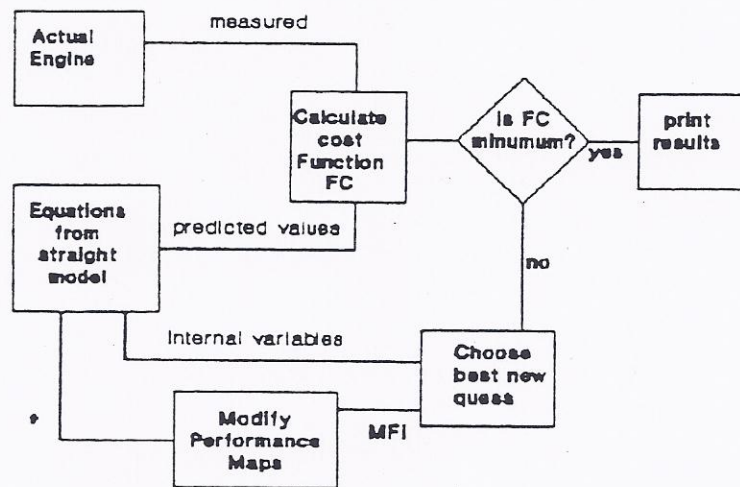 measured
Actual
Engine
Calculate
cost
Function
FC
is FC
minumum?
yes
print
results
Equations
from
straight
model
predicted values
no
Internal variables
Choose
best new
quess
Modify
Performance
Maps
MFI